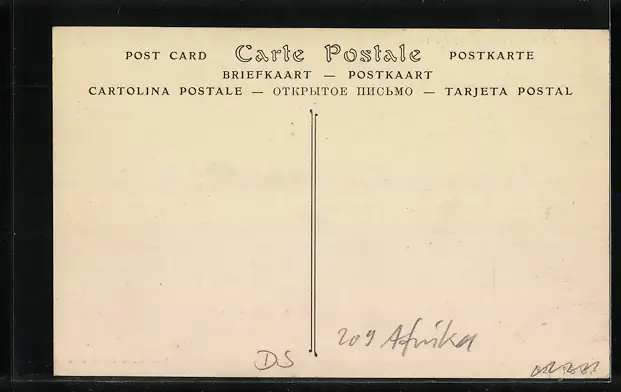 POST CARD Carte Postale POSTKARTE
BRIEFKAART — POSTKAART
CARTOLINA POSTALE — ОТКРЫТОЕ ПИСЬМО — TARJETA POSTAL
209 Afrika
DS